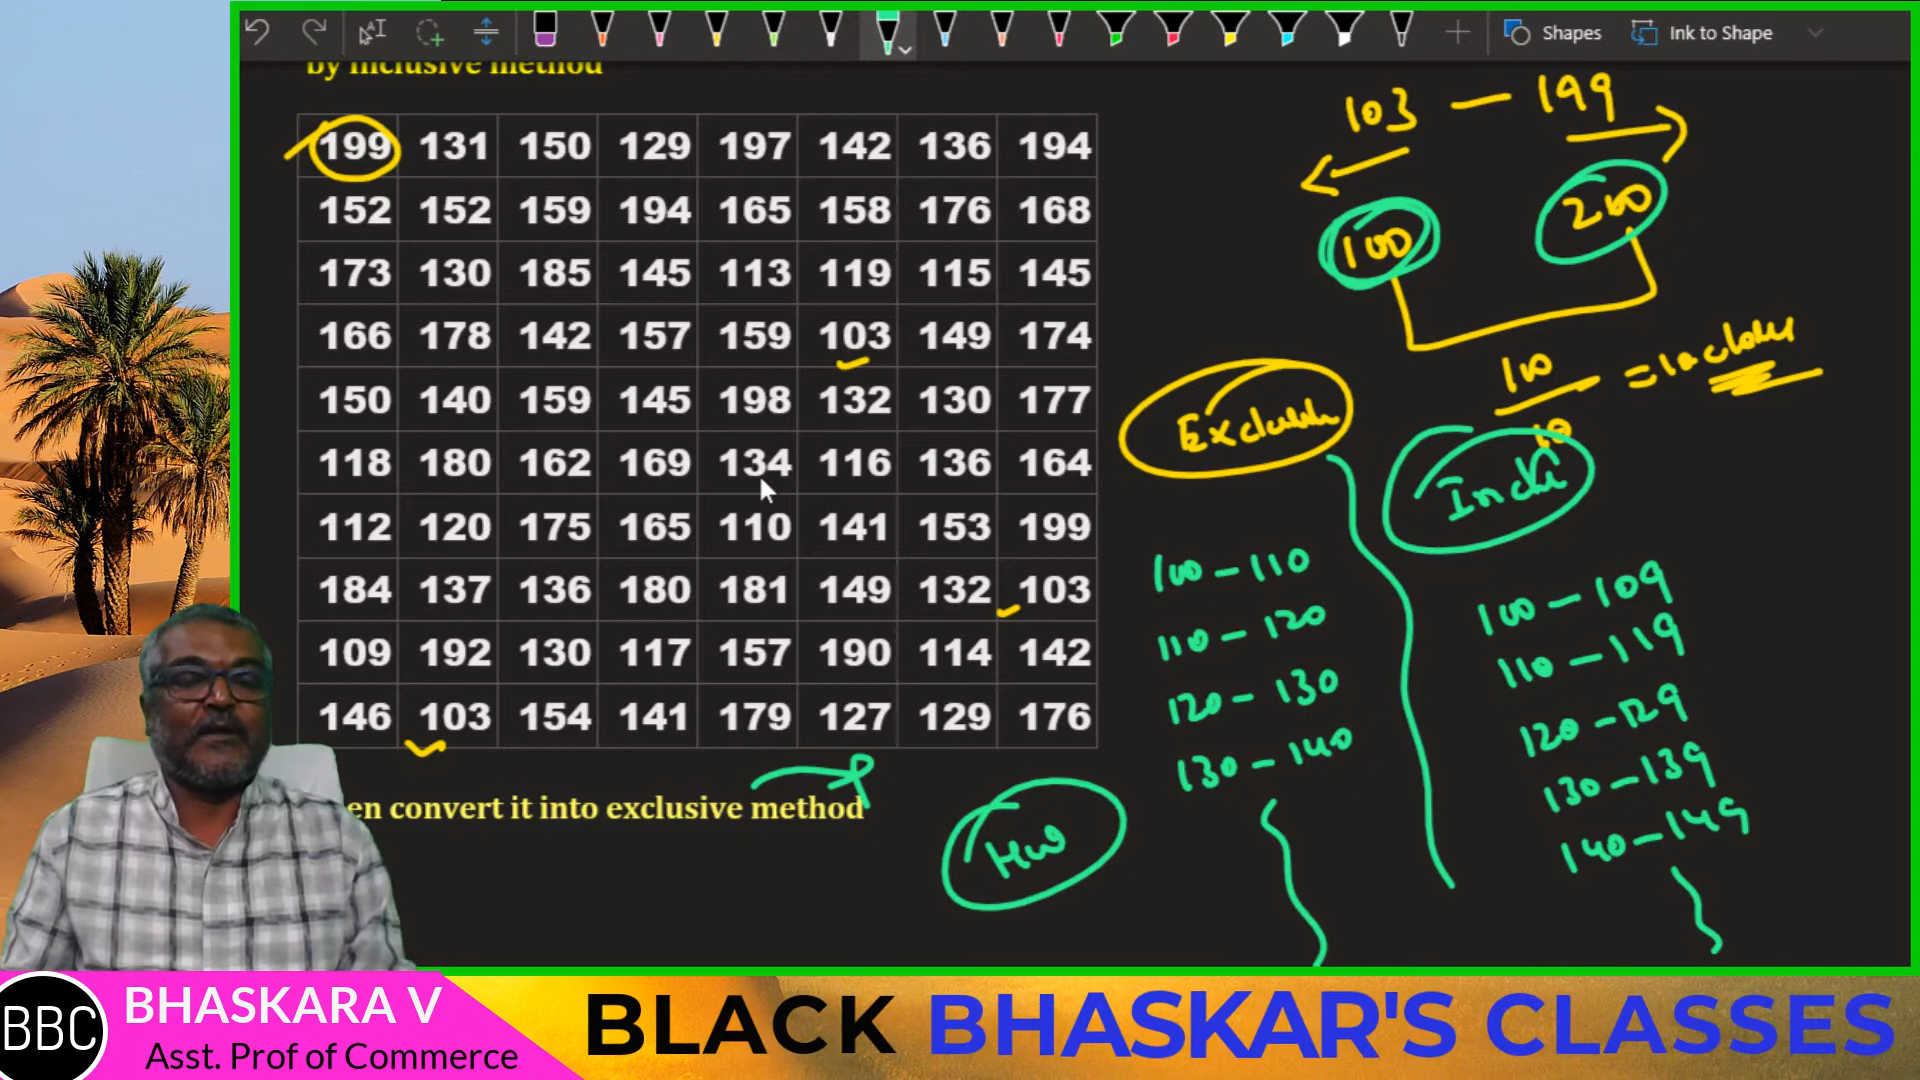 Shapes
Ink to Shape
by inclusive method
199 131 150 129 197 142 136 194
152 152 159 194 165 158 176 168
173 130 185 145 113 119 115 145
166 178 142 157 159 103 149 174
150 140 159 145 198 132 130 177
118 180 162 169 134 116 136 164
112 120 175 165 110 141 153 199
184 137 136 180 181 149 132 103
109 192 130 117 157 190 114 142
146 103 154 141 179 127 129 176
en convert it into exclusive method
103 — 199
100 200
100
10
= 10
100 – 110
110 – 120
120 – 130
130 – 140
100 – 109
110 – 119
120 – 129
130 – 139
140 – 149
HW
BBC
BHASKARA V
Asst. Prof of Commerce
BLACK BHASKAR'S CLASSES